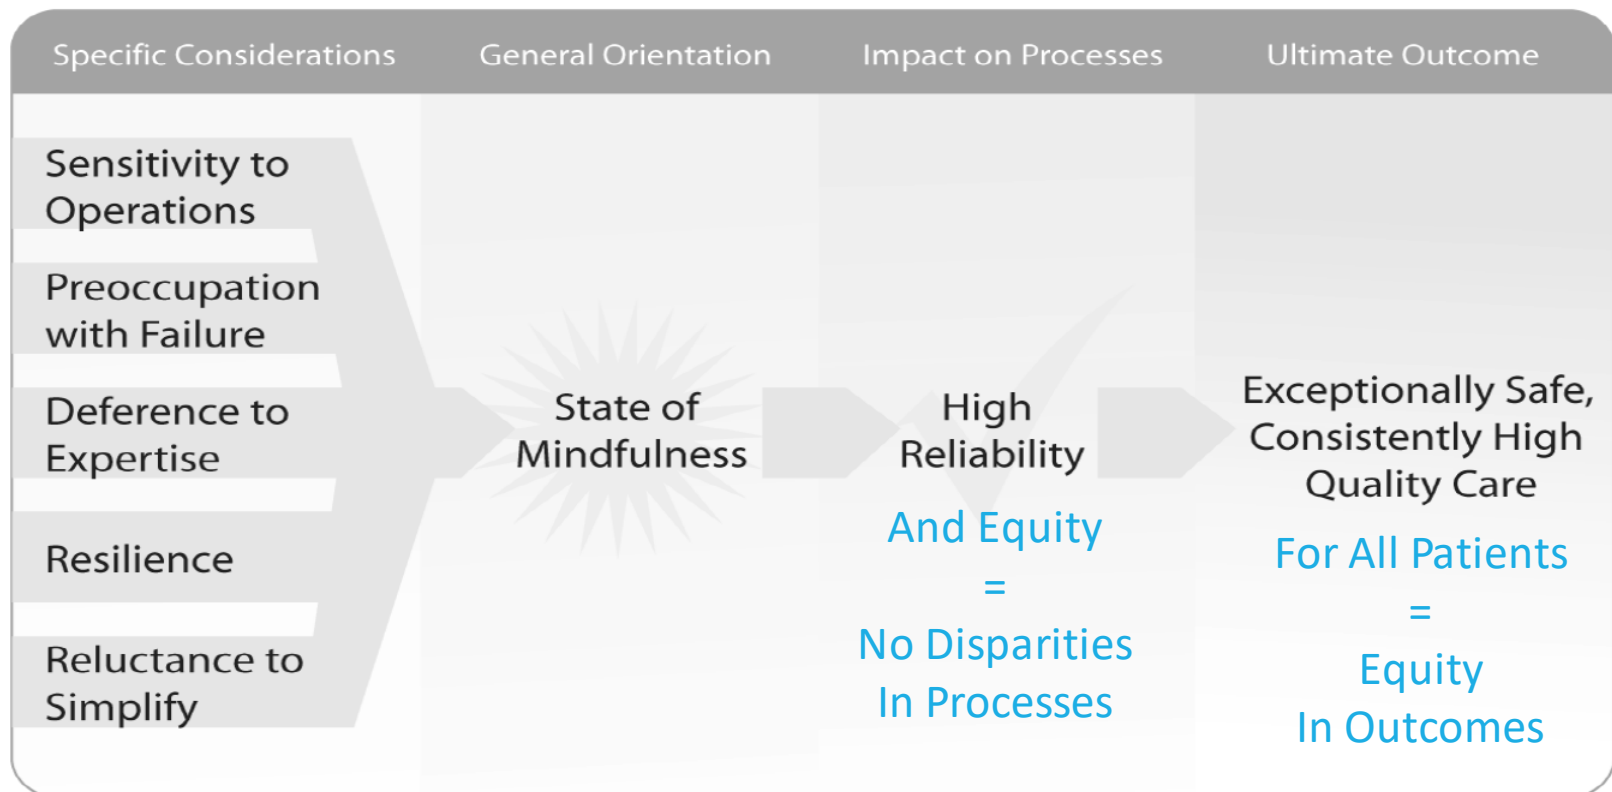 Specific Considerations
General Orientation
Impact on Processes
Ultimate Outcome
Sensitivity to
Operations
Preoccupation
with Failure
Deference to
Expertise
Resilience
Reluctance to
Simplify
State of
Mindfulness
High
Reliability
And Equity
=
No Disparities
In Processes
Exceptionally Safe,
Consistently High
Quality Care
For All Patients
=
Equity
In Outcomes